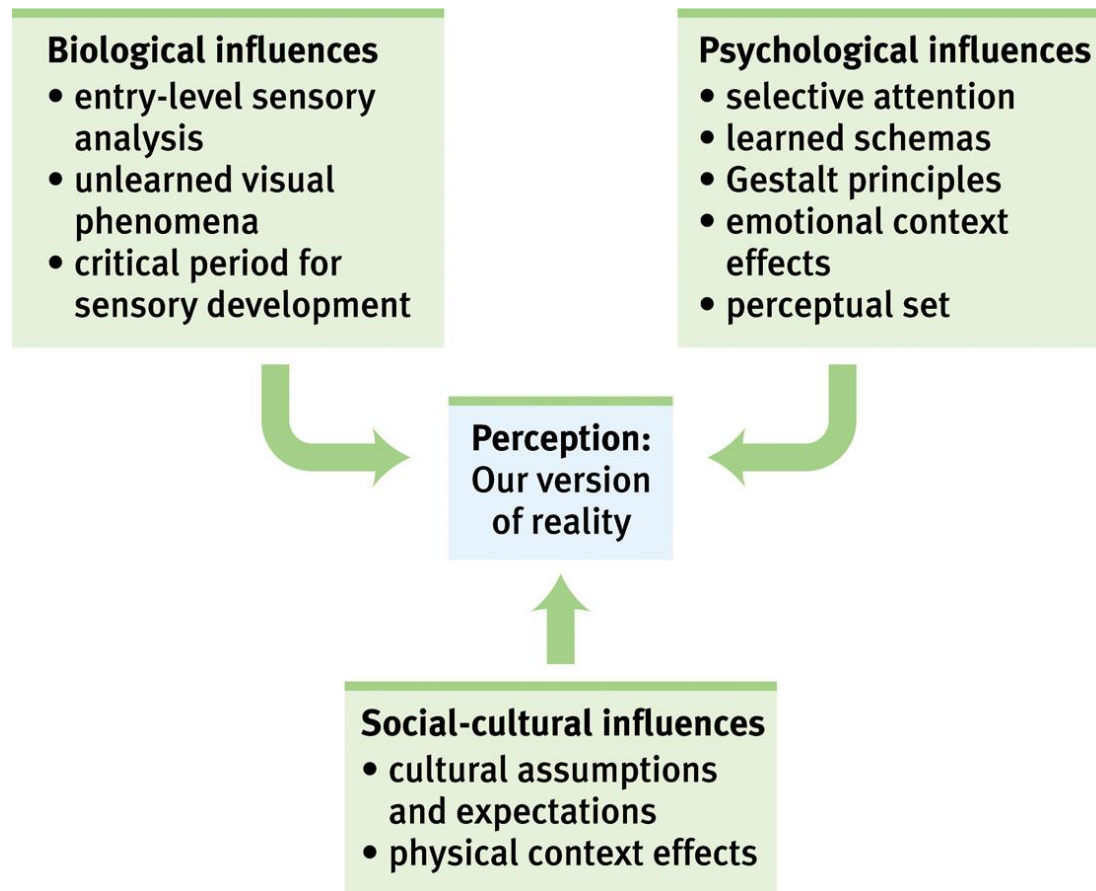 Biological influences
• entry-level sensory
analysis
• unlearned visual
phenomena
• critical period for
sensory development
Psychological influences
• selective attention
• learned schemas
• Gestalt principles
• emotional context
effects
• perceptual set
Perception:
Our version
of reality
Social-cultural influences
• cultural assumptions
and expectations
• physical context effects